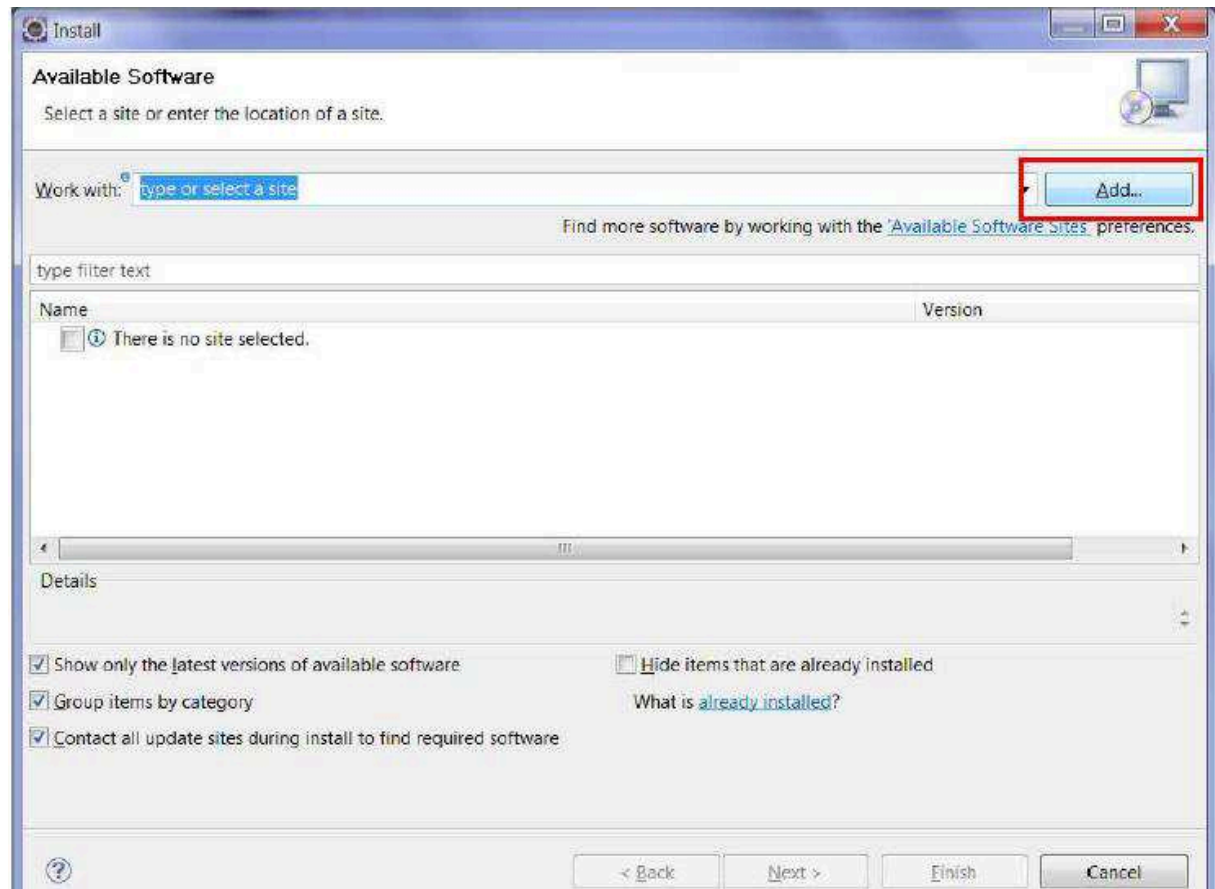 Install
Available Software
Select a site or enter the location of a site.
Work with: type or select a site Add...
Find more software by working with the 'Available Software Sites' preferences.
type filter text
Name Version
There is no site selected.
Details
Show only the latest versions of available software Hide items that are already installed
Group items by category What is already installed?
Contact all update sites during install to find required software
< Back Next > Finish Cancel